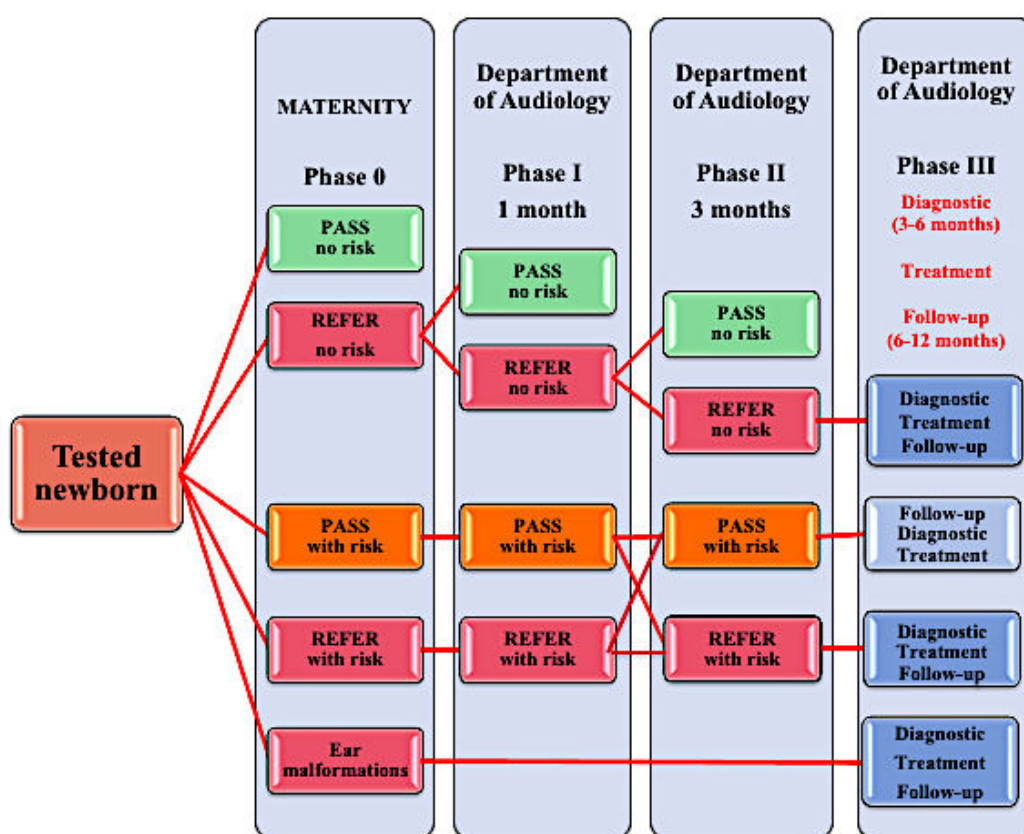 MATERNITY
Phase 0
PASS
no risk
REFER
no risk
PASS
with risk
REFER
with risk
Ear
malformations
Tested
newborn
Department
of Audiology
Phase I
1 month
PASS
no risk
REFER
no risk
PASS
with risk
REFER
with risk
Department
of Audiology
Phase II
3 months
PASS
no risk
REFER
no risk
PASS
with risk
REFER
with risk
Department
of Audiology
Phase III
Diagnostic
(3-6 months)
Treatment
Follow-up
(6-12 months)
Diagnostic
Treatment
Follow-up
Follow-up
Diagnostic
Treatment
Diagnostic
Treatment
Follow-up
Diagnostic
Treatment
Follow-up